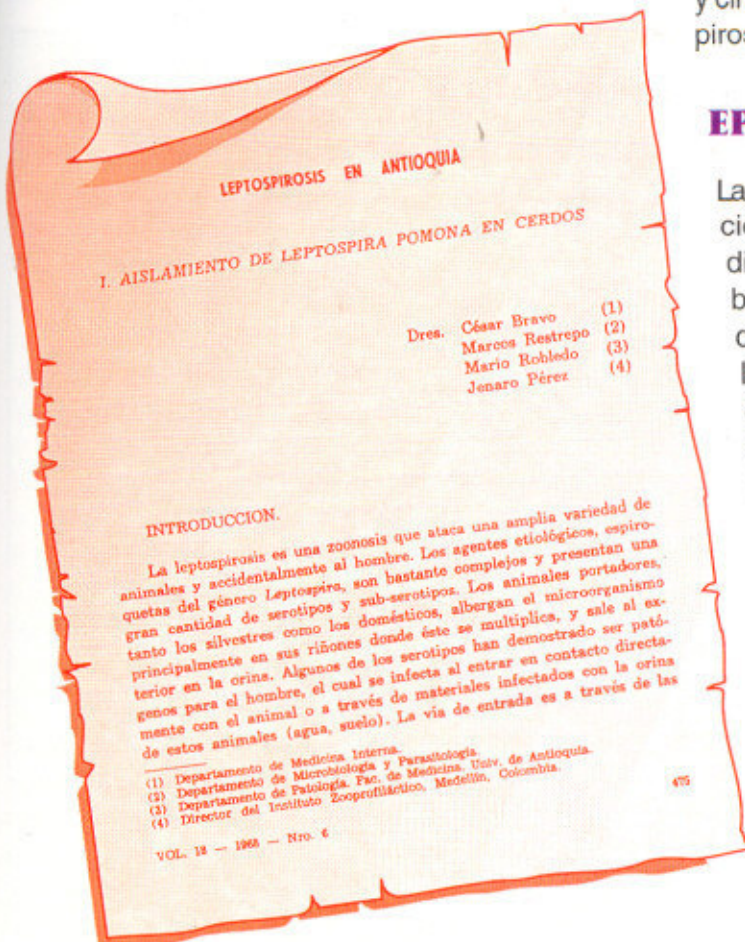 LEPTOSPIROSIS EN ANTIOQUIA
I. AISLAMIENTO DE LEPTOSPIRA POMONA EN CERDOS
Dres. César Bravo (1)
Marcos Restrepo (2)
Mario Robledo (3)
Jenaro Pérez (4)
INTRODUCCION.
La leptospirosis es una zoonosis que ataca una amplia variedad de
animales y accidentalmente al hombre. Los agentes etiológicos, espiro-
quetas del género Leptospira, son bastante complejos y presentan una
gran cantidad de serotipos y sub-serotipos. Los animales portadores,
tanto los silvestres como los domésticos, albergan el microorganismo
principalmente en sus riñones donde éste se multiplica, y sale al ex-
terior en la orina. Algunos de los serotipos han demostrado ser pató-
genos para el hombre, el cual se infecta al entrar en contacto directa-
mente con el animal o a través de materiales infectados con la orina
de estos animales (agua, suelo). La vía de entrada es a través de las
(1) Departamento de Medicina Interna.
(2) Departamento de Microbiología y Parasitología.
(3) Departamento de Patología. Fac. de Medicina. Univ. de Antioquia.
(4) Director del Instituto Zooprofiláctico, Medellín, Colombia.
475
VOL. 18 — 1968 — Nro. 6
piros
EP
La
cio
di
b